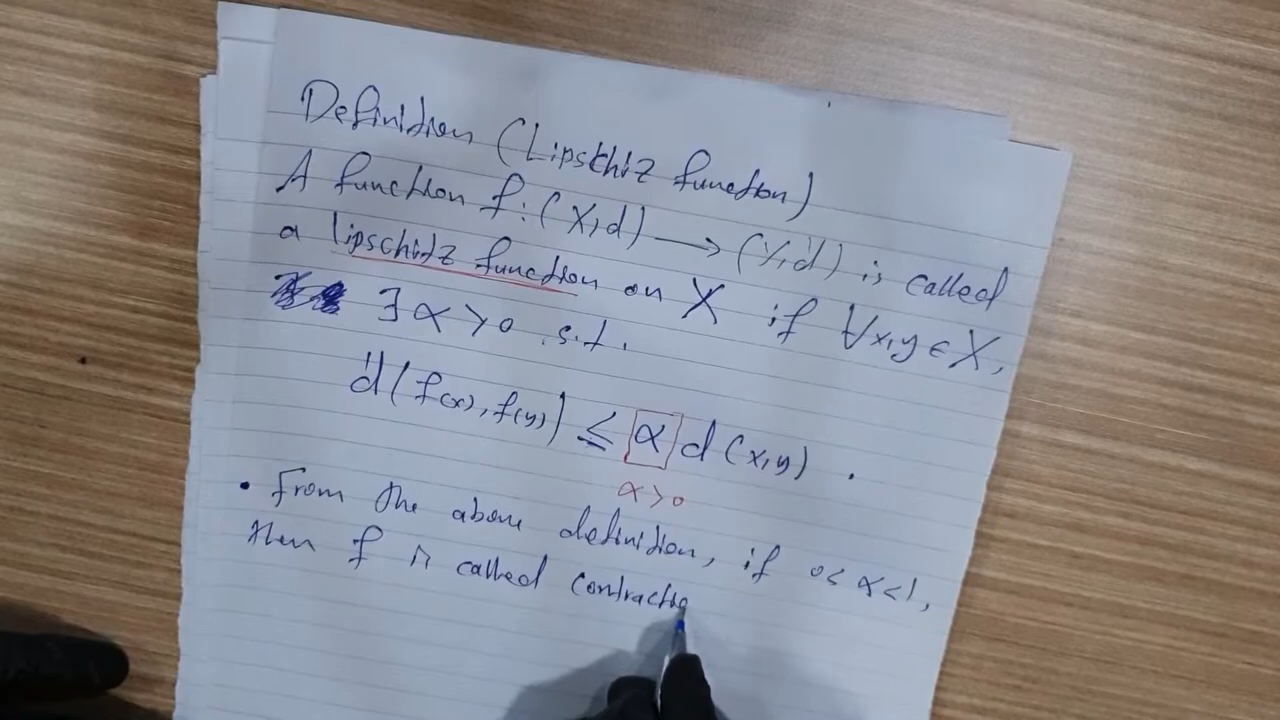 Definition (Lipschiz function)
A function f: (X,d) → (Y,d') is called
a lipschitz function on X if ∀x,y ∈ X,
∃ α > 0 s.t.
d'(f(x), f(y)) ≤ α d(x,y).
α > 0
• From the above definition, if 0 < α < 1,
then f is called contractio